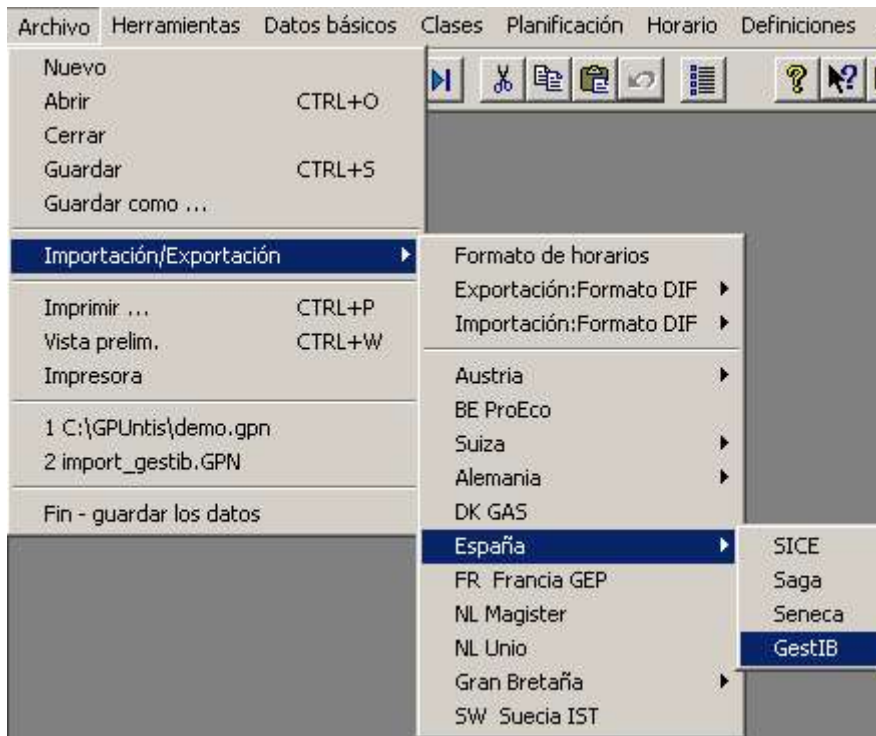 Archivo Herramientas Datos básicos Clases Planificación Horario Definiciones
Nuevo
Abrir CTRL+O
Cerrar
Guardar CTRL+S
Guardar como ...
Importación/Exportación
Imprimir ... CTRL+P
Vista prelim. CTRL+W
Impresora
1 C:\GPUntis\demo.gpn
2 import_gestib.GPN
Fin - guardar los datos
Formato de horarios
Exportación:Formato DIF
Importación:Formato DIF
Austria
BE ProEco
Suiza
Alemania
DK GAS
España
FR Francia GEP
NL Magister
NL Unio
Gran Bretaña
SW Suecia IST
SICE
Saga
Seneca
GestIB